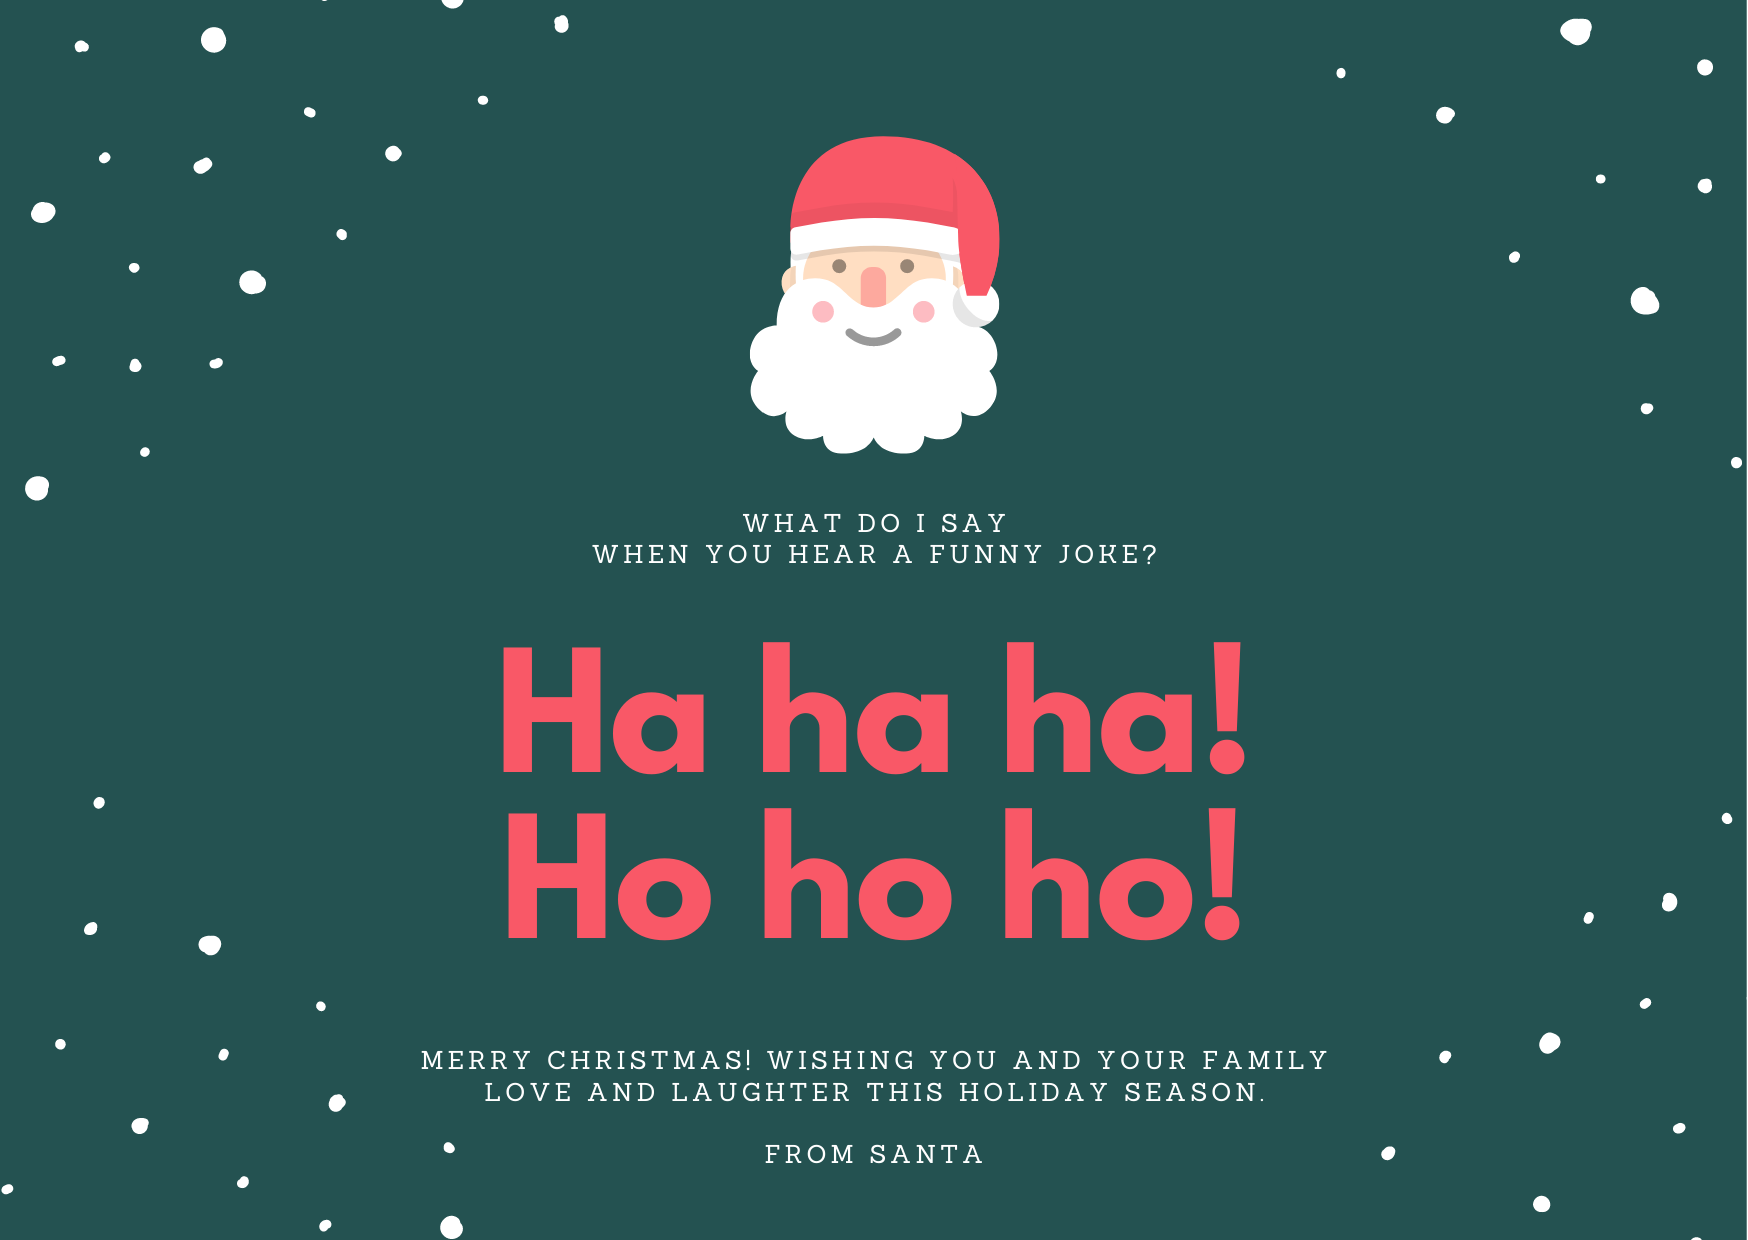 WHAT DO I SAY
WHEN YOU HEAR A FUNNY JOKE?
Ha ha ha!
Ho ho ho!
MERRY CHRISTMAS! WISHING YOU AND YOUR FAMILY
LOVE AND LAUGHTER THIS HOLIDAY SEASON.
FROM SANTA